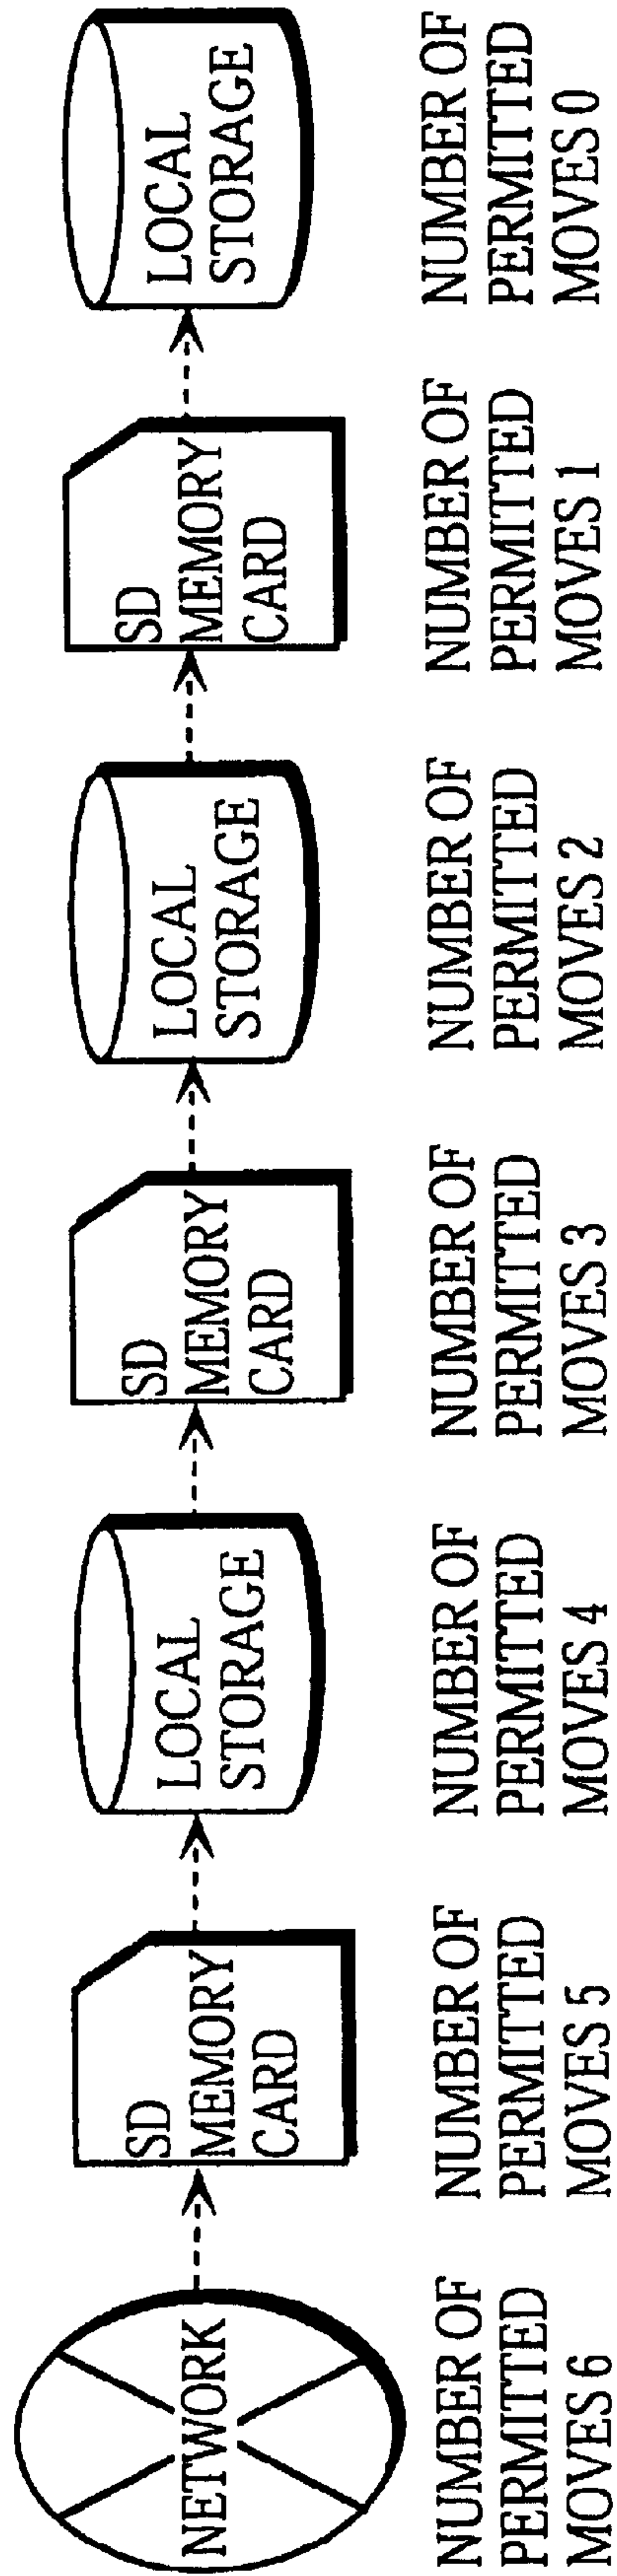 NETWORK
NUMBER OF
PERMITTED
MOVES 6
SD
MEMORY
CARD
NUMBER OF
PERMITTED
MOVES 5
LOCAL
STORAGE
NUMBER OF
PERMITTED
MOVES 4
SD
MEMORY
CARD
NUMBER OF
PERMITTED
MOVES 3
LOCAL
STORAGE
NUMBER OF
PERMITTED
MOVES 2
SD
MEMORY
CARD
NUMBER OF
PERMITTED
MOVES 1
LOCAL
STORAGE
NUMBER OF
PERMITTED
MOVES 0